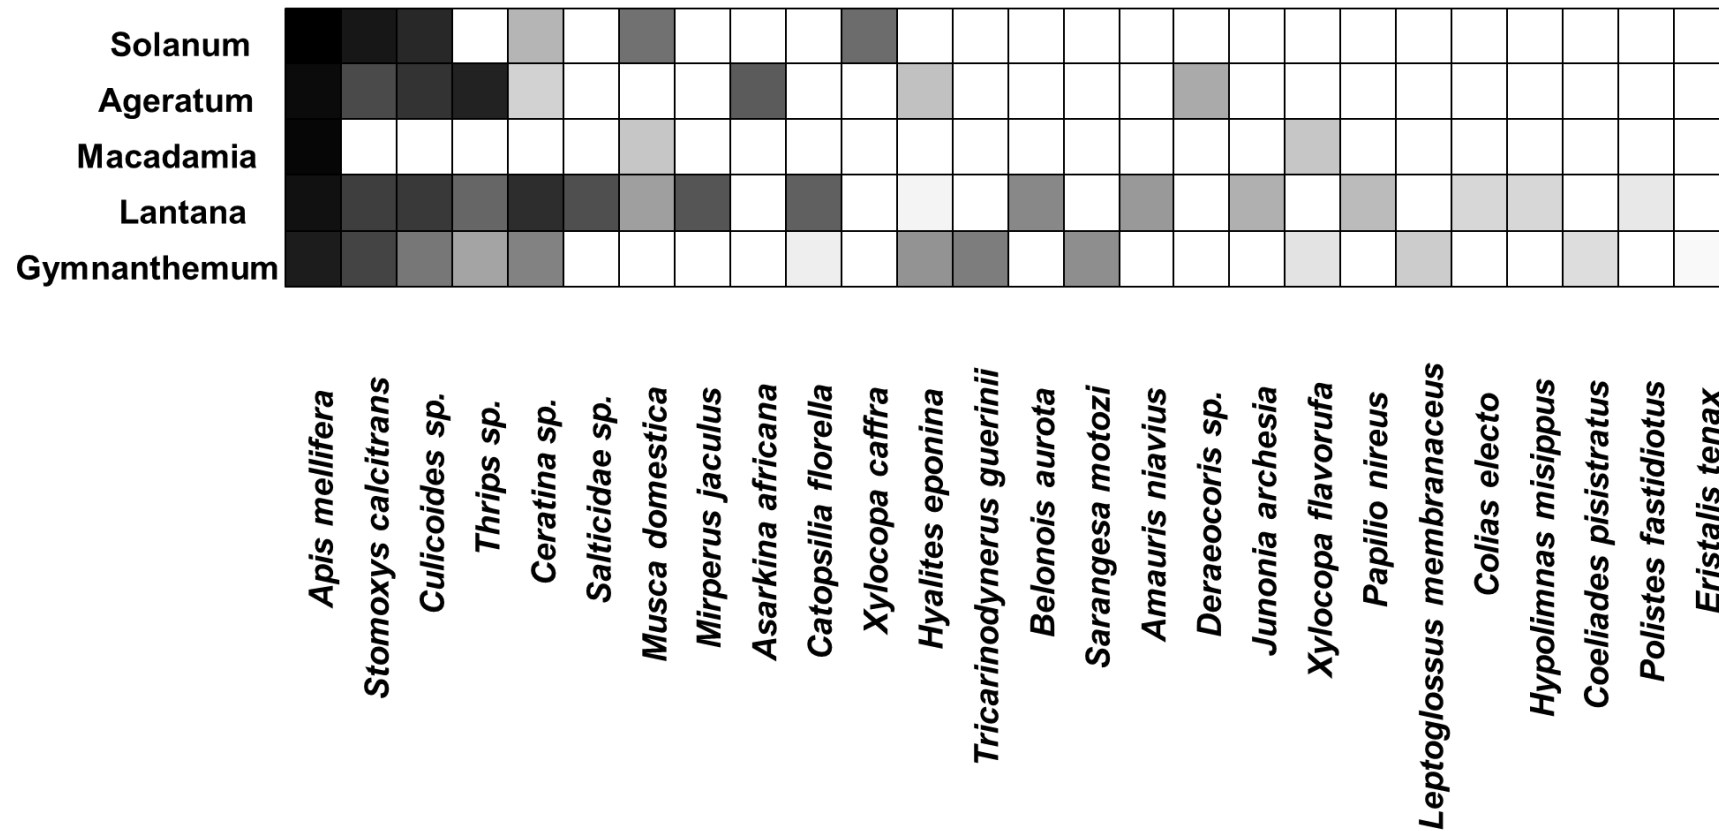 Solanum
Ageratum
Macadamia
Lantana
Gymnanthemum
Apis mellifera
Stomoxys calcitrans
Culicoides sp.
Thrips sp.
Ceratina sp.
Salticidae sp.
Musca domestica
Mirperus jaculus
Asarkina africana
Catopsilia florella
Xylocopa caffra
Hyalites eponina
Tricarinodynerus guerinii
Belonois aurota
Sarangesa motozi
Amauris niavius
Deraeocoris sp.
Junonia archesia
Xylocopa flavorufa
Papilio nireus
Leptoglossus membranaceus
Colias electo
Hypolimnas misippus
Coeliades pisistratus
Polistes fastidiotus
Eristalis tenax